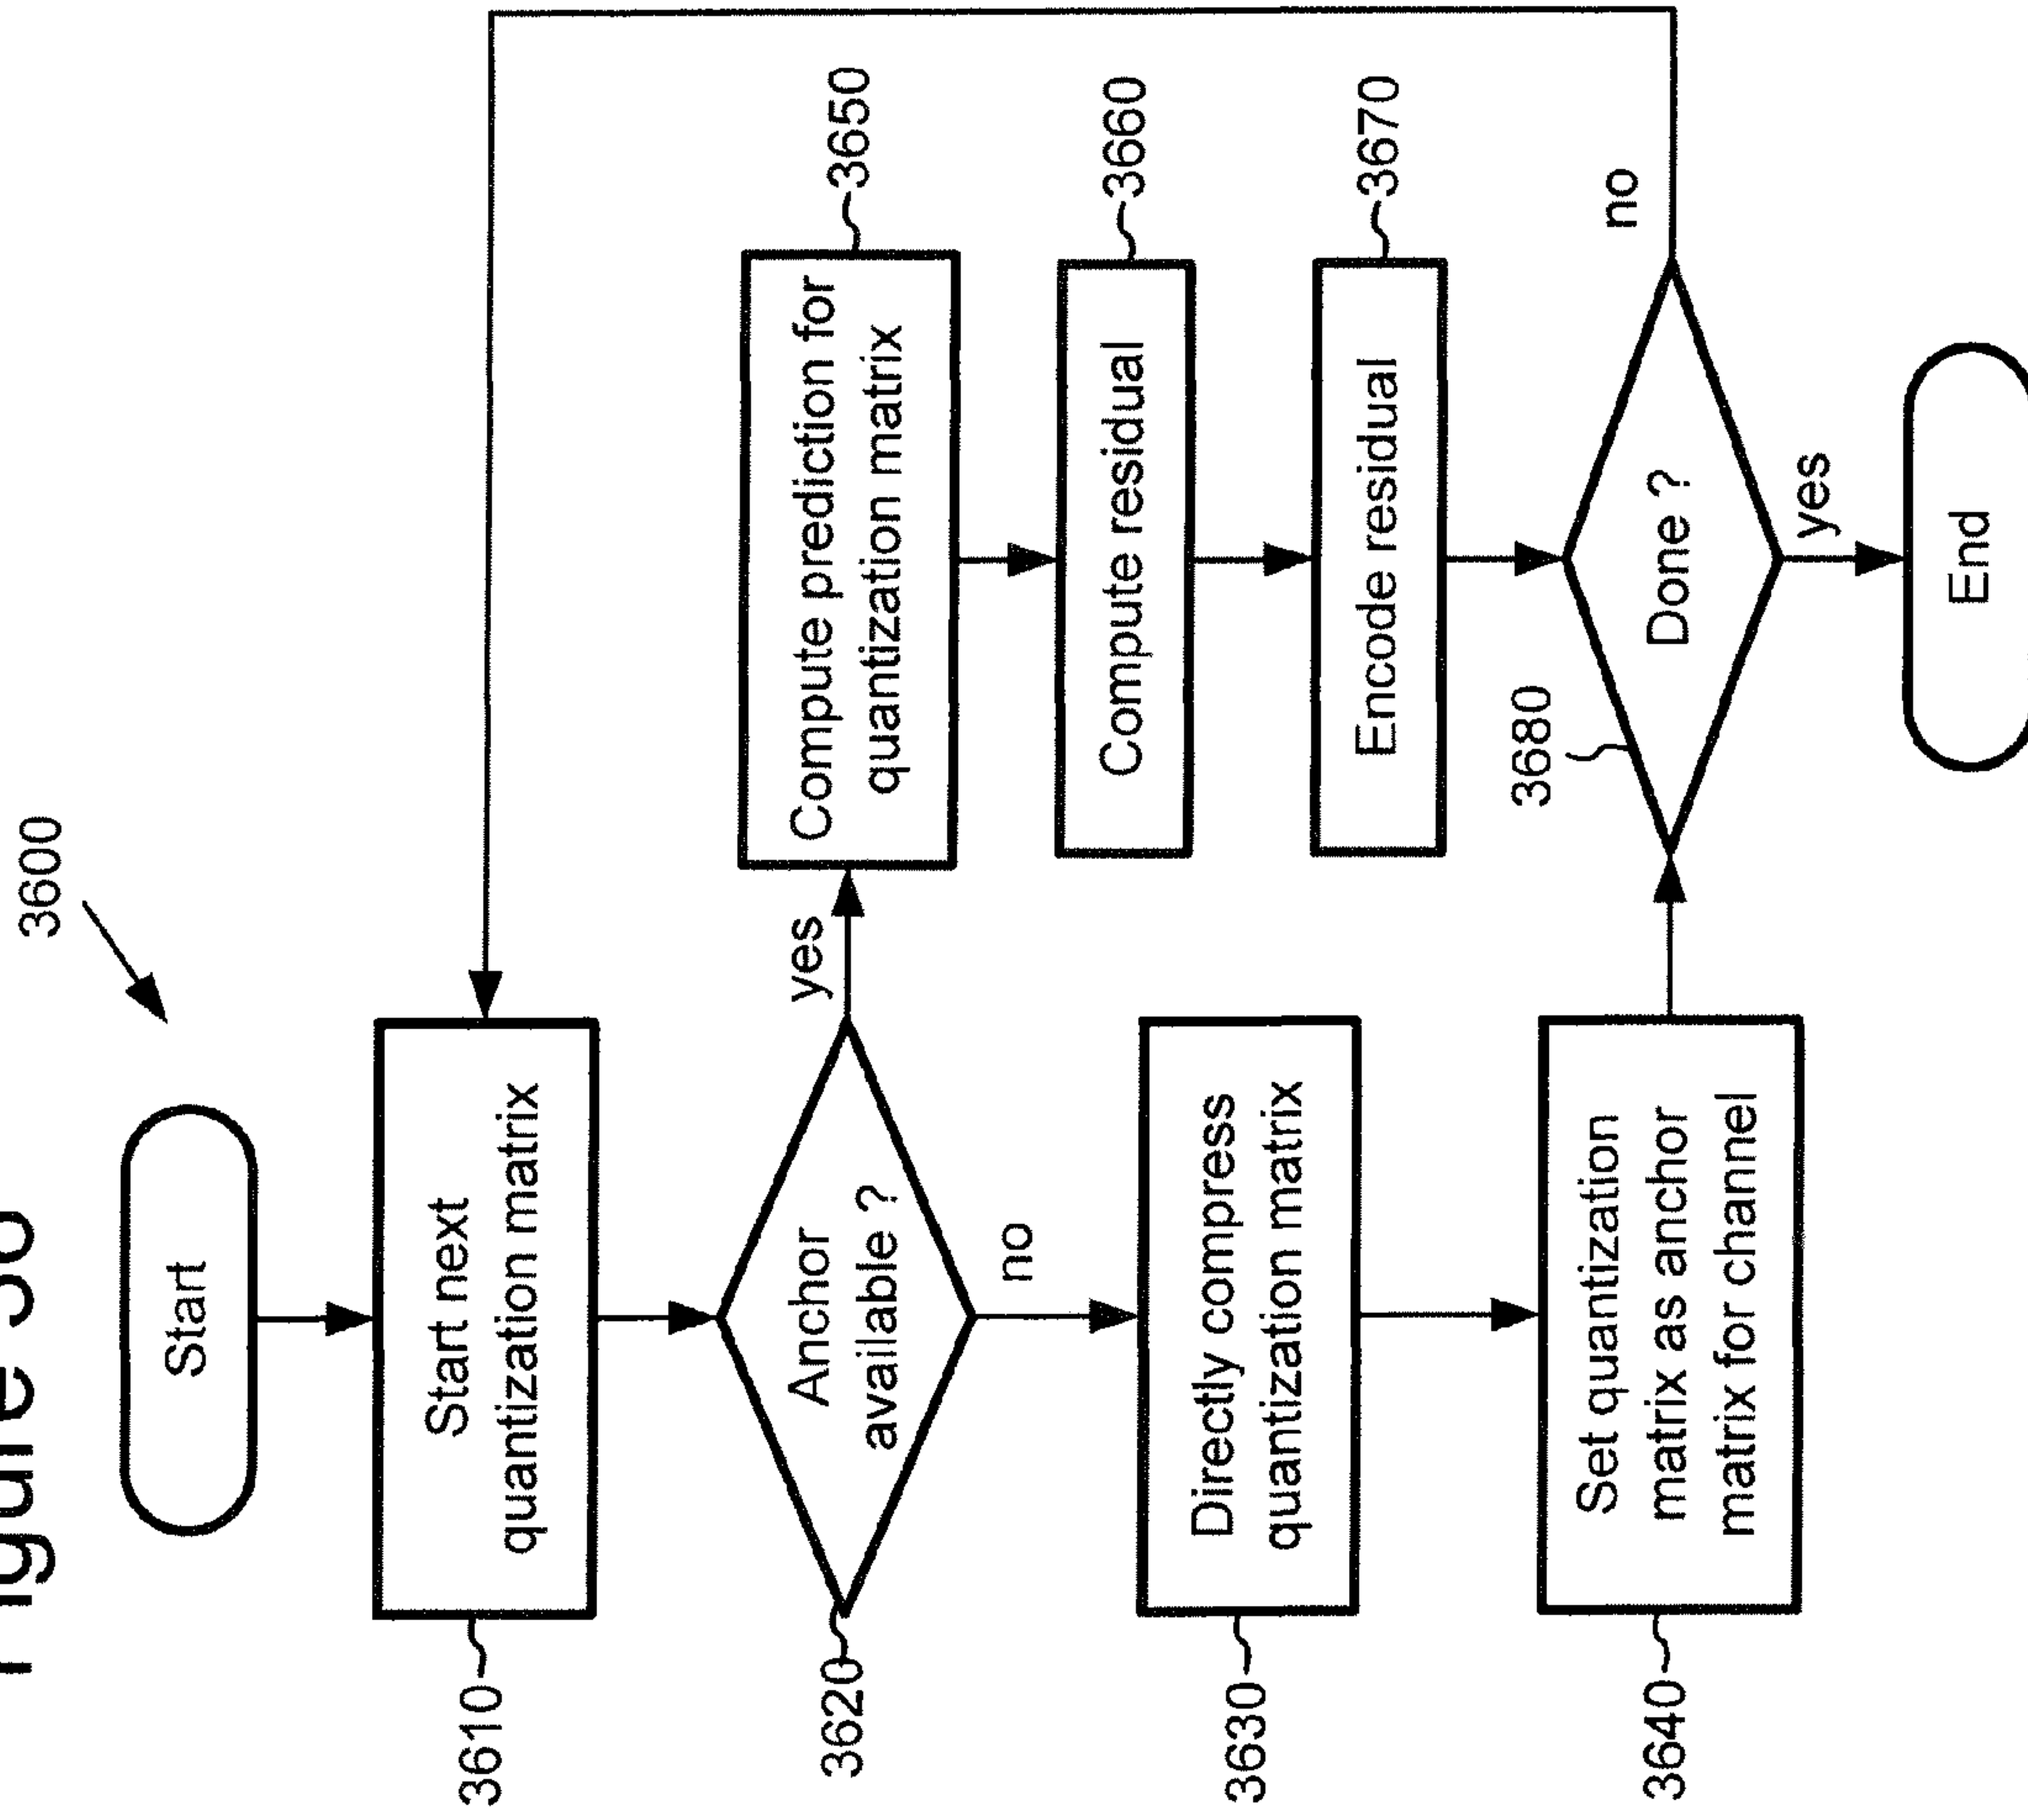 Figure 36
3600
Start
3610
Start next
quantization matrix
3620
Anchor
available ?
yes
no
3630
Directly compress
quantization matrix
3640
Set quantization
matrix as anchor
matrix for channel
3650
Compute prediction for
quantization matrix
3660
Compute residual
3670
Encode residual
3680
Done ?
no
yes
End